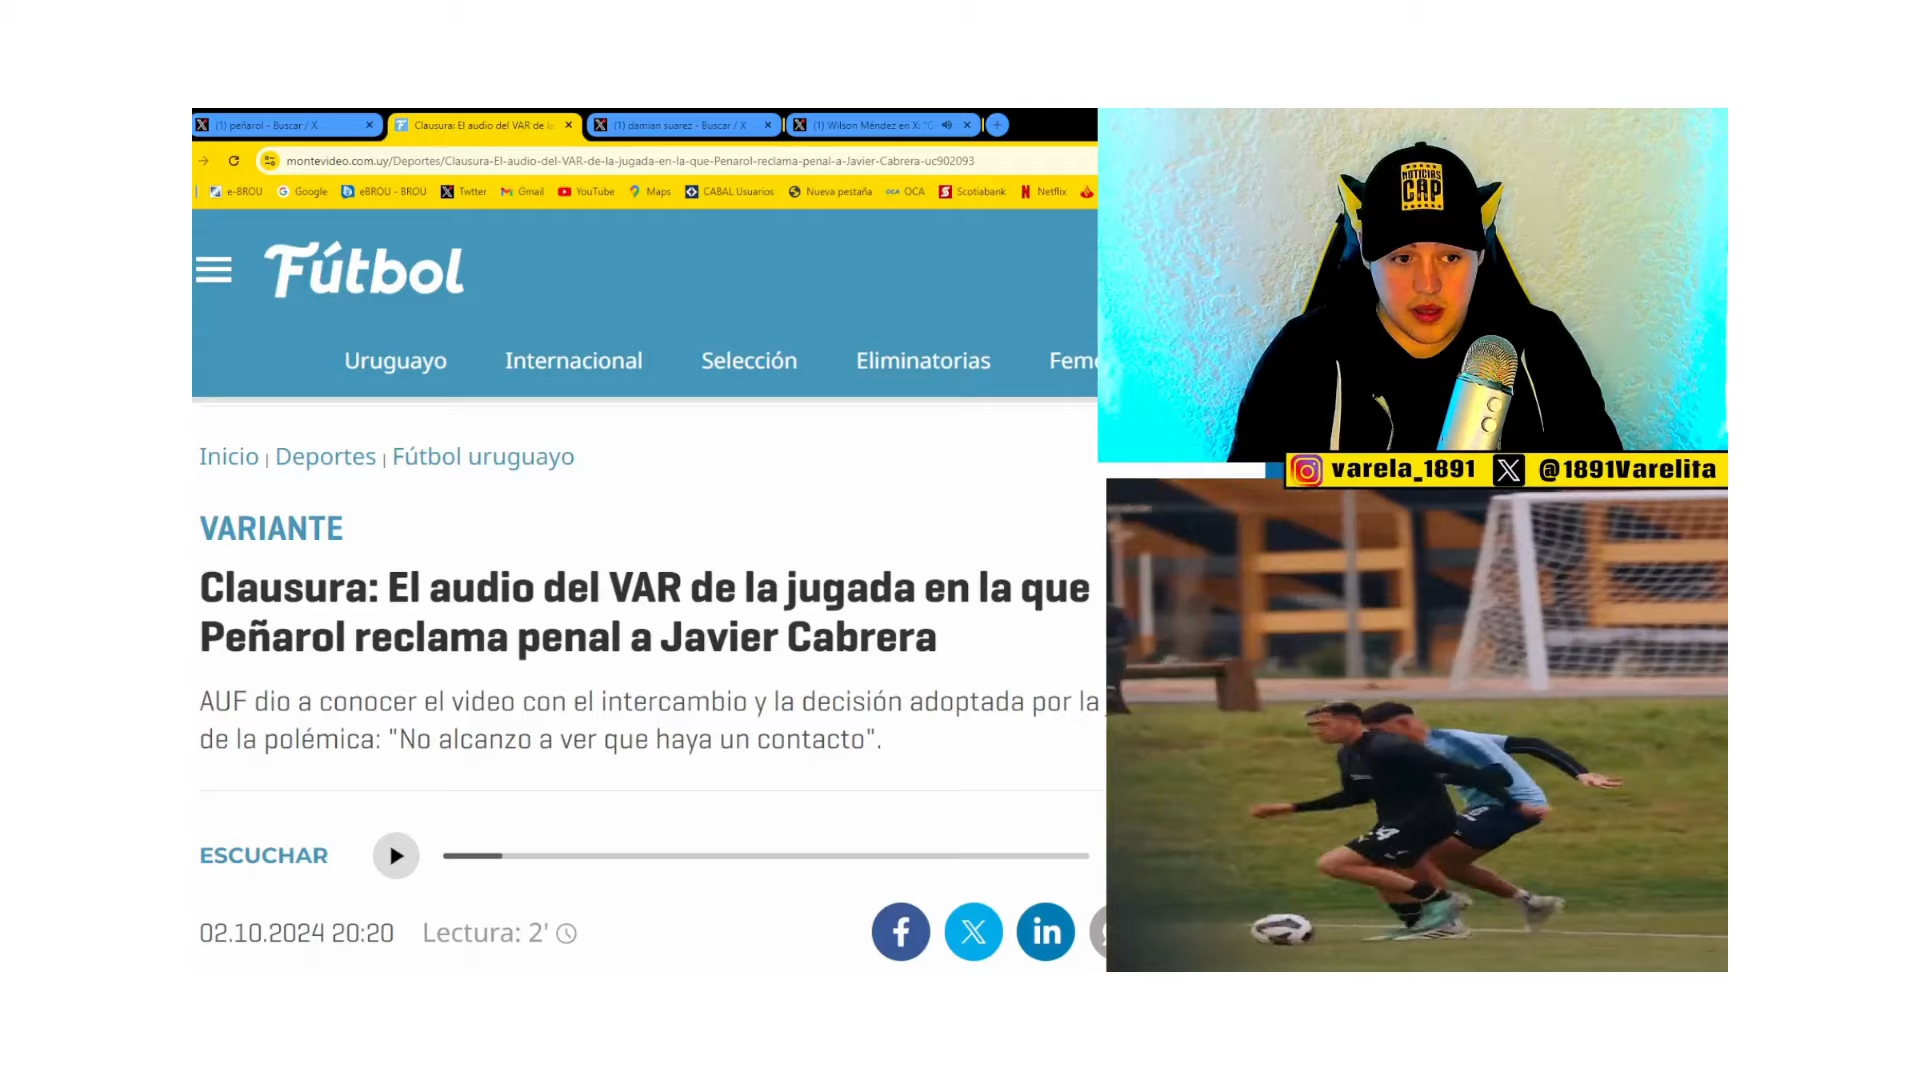 (1) peñarol - Buscar / X
Clausura: El audio del VAR de la
(1) damian suarez - Buscar / X
(1) Wilson Méndez en X:
montevideo.com.uy/Deportes/Clausura-El-audio-del-VAR-de-la-jugada-en-la-que-Penarol-reclama-penal-a-Javier-Cabrera-uc902093
e-BROU
Google
eBROU - BROU
Twtter
Gmail
YouTube
Maps
CABAL Usuarios
Nueva pestaña
OCA
Scotiabank
Netflix
NOTICIAS
CAP
Fútbol
Uruguayo
Internacional
Selección
Eliminatorias
Inicio | Deportes | Fútbol uruguayo
varela_1891
@1891Varelita
VARIANTE
Clausura: El audio del VAR de la jugada en la que
Peñarol reclama penal a Javier Cabrera
AUF dio a conocer el video con el intercambio y la decisión adoptada por la
de la polémica: "No alcanzo a ver que haya un contacto".
ESCUCHAR
02.10.2024 20:20
Lectura: 2'